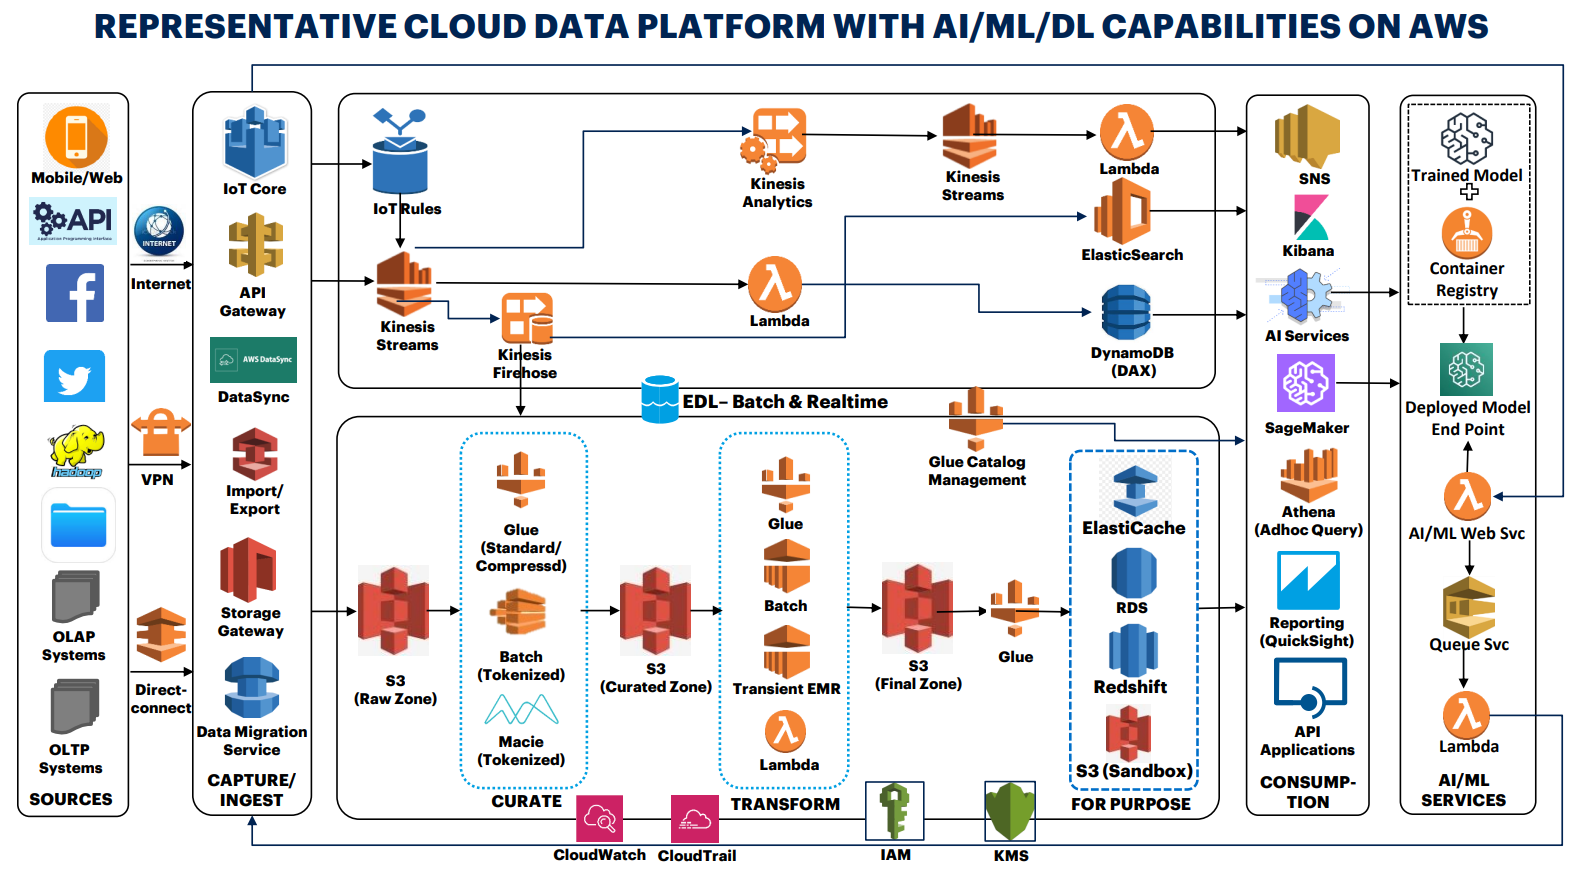 REPRESENTATIVE CLOUD DATA PLATFORM WITH AI/ML/DL CAPABILITIES ON AWS
Mobile/Web
API
Application Programming Interface
hadoop
OLAP
Systems
OLTP
Systems
SOURCES
INTERNET
Internet
VPN
Direct-
connect
IoT Core
API
Gateway
AWS DataSync
DataSync
Import/
Export
Storage
Gateway
Data Migration
Service
CAPTURE/
INGEST
IoT Rules
Kinesis
Streams
Kinesis
Firehose
Kinesis
Analytics
Kinesis
Streams
Lambda
ElasticSearch
Lambda
DynamoDB
(DAX)
EDL– Batch & Realtime
Glue Catalog
Management
S3
(Raw Zone)
Glue
(Standard/
Compressd)
Batch
(Tokenized)
Macie
(Tokenized)
CURATE
S3
(Curated Zone)
Glue
Batch
Transient EMR
Lambda
TRANSFORM
S3
(Final Zone)
Glue
ElastiCache
RDS
Redshift
S3 (Sandbox)
FOR PURPOSE
CloudWatch
CloudTrail
IAM
KMS
SNS
Kibana
AI Services
SageMaker
Athena
(Adhoc Query)
Reporting
(QuickSight)
API
Applications
CONSUMP-
TION
Trained Model
Container
Registry
Deployed Model
End Point
AI/ML Web Svc
Queue Svc
Lambda
AI/ML
SERVICES